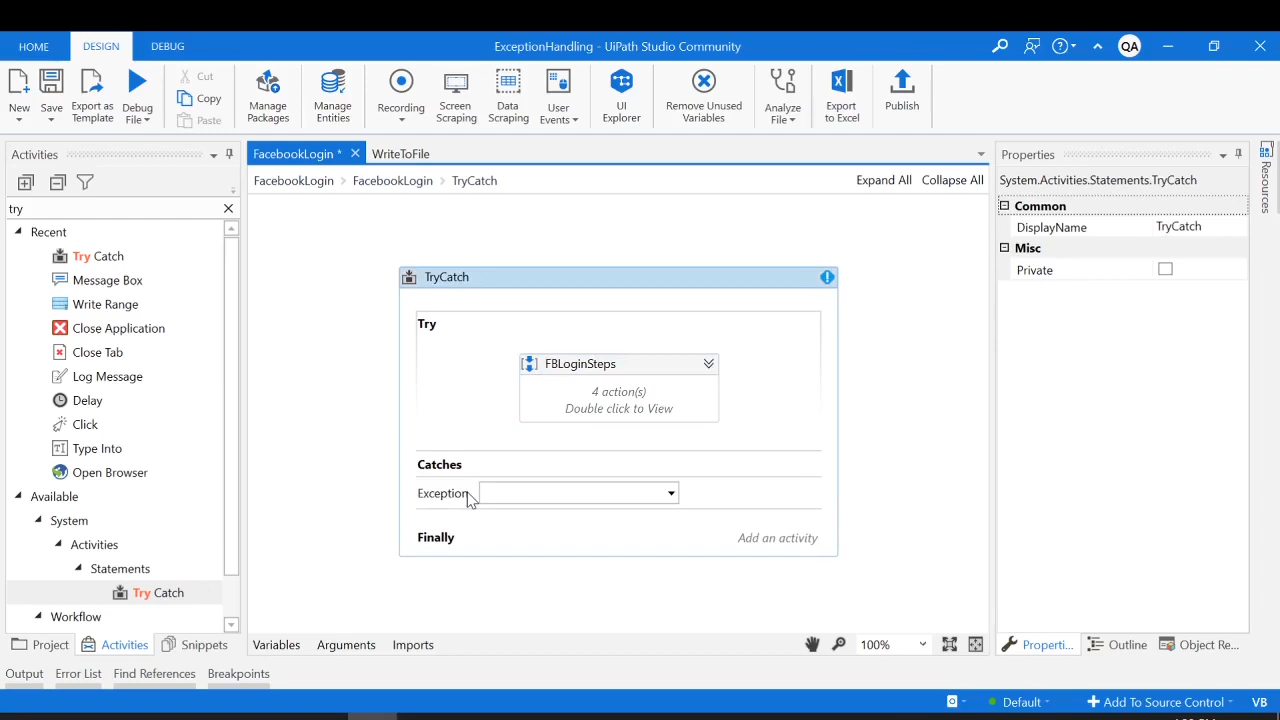 HOME
DESIGN
DEBUG
ExceptionHandling - UiPath Studio Community
QA
New
Save
Export as
Template
Debug
File
Cut
Copy
Paste
Manage
Packages
Manage
Entities
Recording
Screen
Scraping
Data
Scraping
User
Events
UI
Explorer
Remove Unused
Variables
Analyze
File
Export
to Excel
Publish
Activities
FacebookLogin *
WriteToFile
Properties
Resources
FacebookLogin > FacebookLogin > TryCatch
Expand All Collapse All
System.Activities.Statements.TryCatch
try
Common
DisplayName TryCatch
Misc
Private
Recent
Try Catch
Message Box
Write Range
Close Application
Close Tab
Log Message
Delay
Click
Type Into
Open Browser
Available
System
Activities
Statements
Try Catch
Workflow
TryCatch
Try
FBLoginSteps
4 action(s)
Double click to View
Catches
Exception
Finally
Add an activity
Project
Activities
Snippets
Variables
Arguments
Imports
100%
Properti...
Outline
Object Re...
Output
Error List
Find References
Breakpoints
Default
Add To Source Control
VB